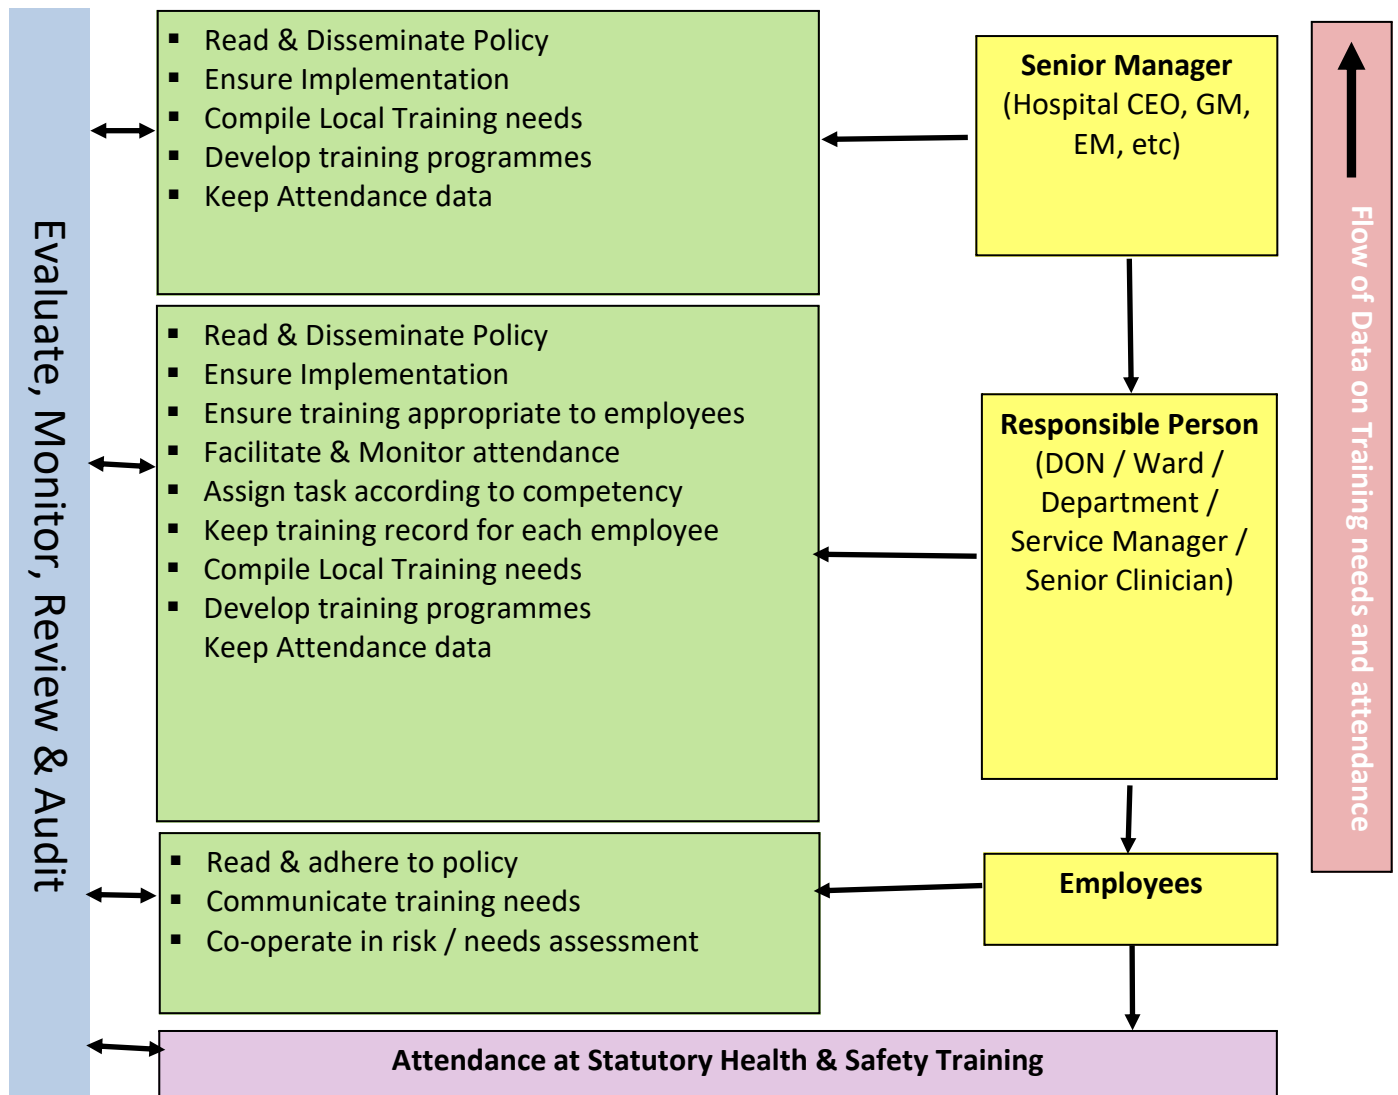 Evaluate, Monitor, Review & Audit
▪ Read & Disseminate Policy
▪ Ensure Implementation
▪ Compile Local Training needs
▪ Develop training programmes
▪ Keep Attendance data
Senior Manager
(Hospital CEO, GM,
EM, etc)
Flow of Data on Training needs and attendance
▪ Read & Disseminate Policy
▪ Ensure Implementation
▪ Ensure training appropriate to employees
▪ Facilitate & Monitor attendance
▪ Assign task according to competency
▪ Keep training record for each employee
▪ Compile Local Training needs
▪ Develop training programmes
Keep Attendance data
Responsible Person
(DON / Ward /
Department /
Service Manager /
Senior Clinician)
▪ Read & adhere to policy
▪ Communicate training needs
▪ Co-operate in risk / needs assessment
Employees
Attendance at Statutory Health & Safety Training